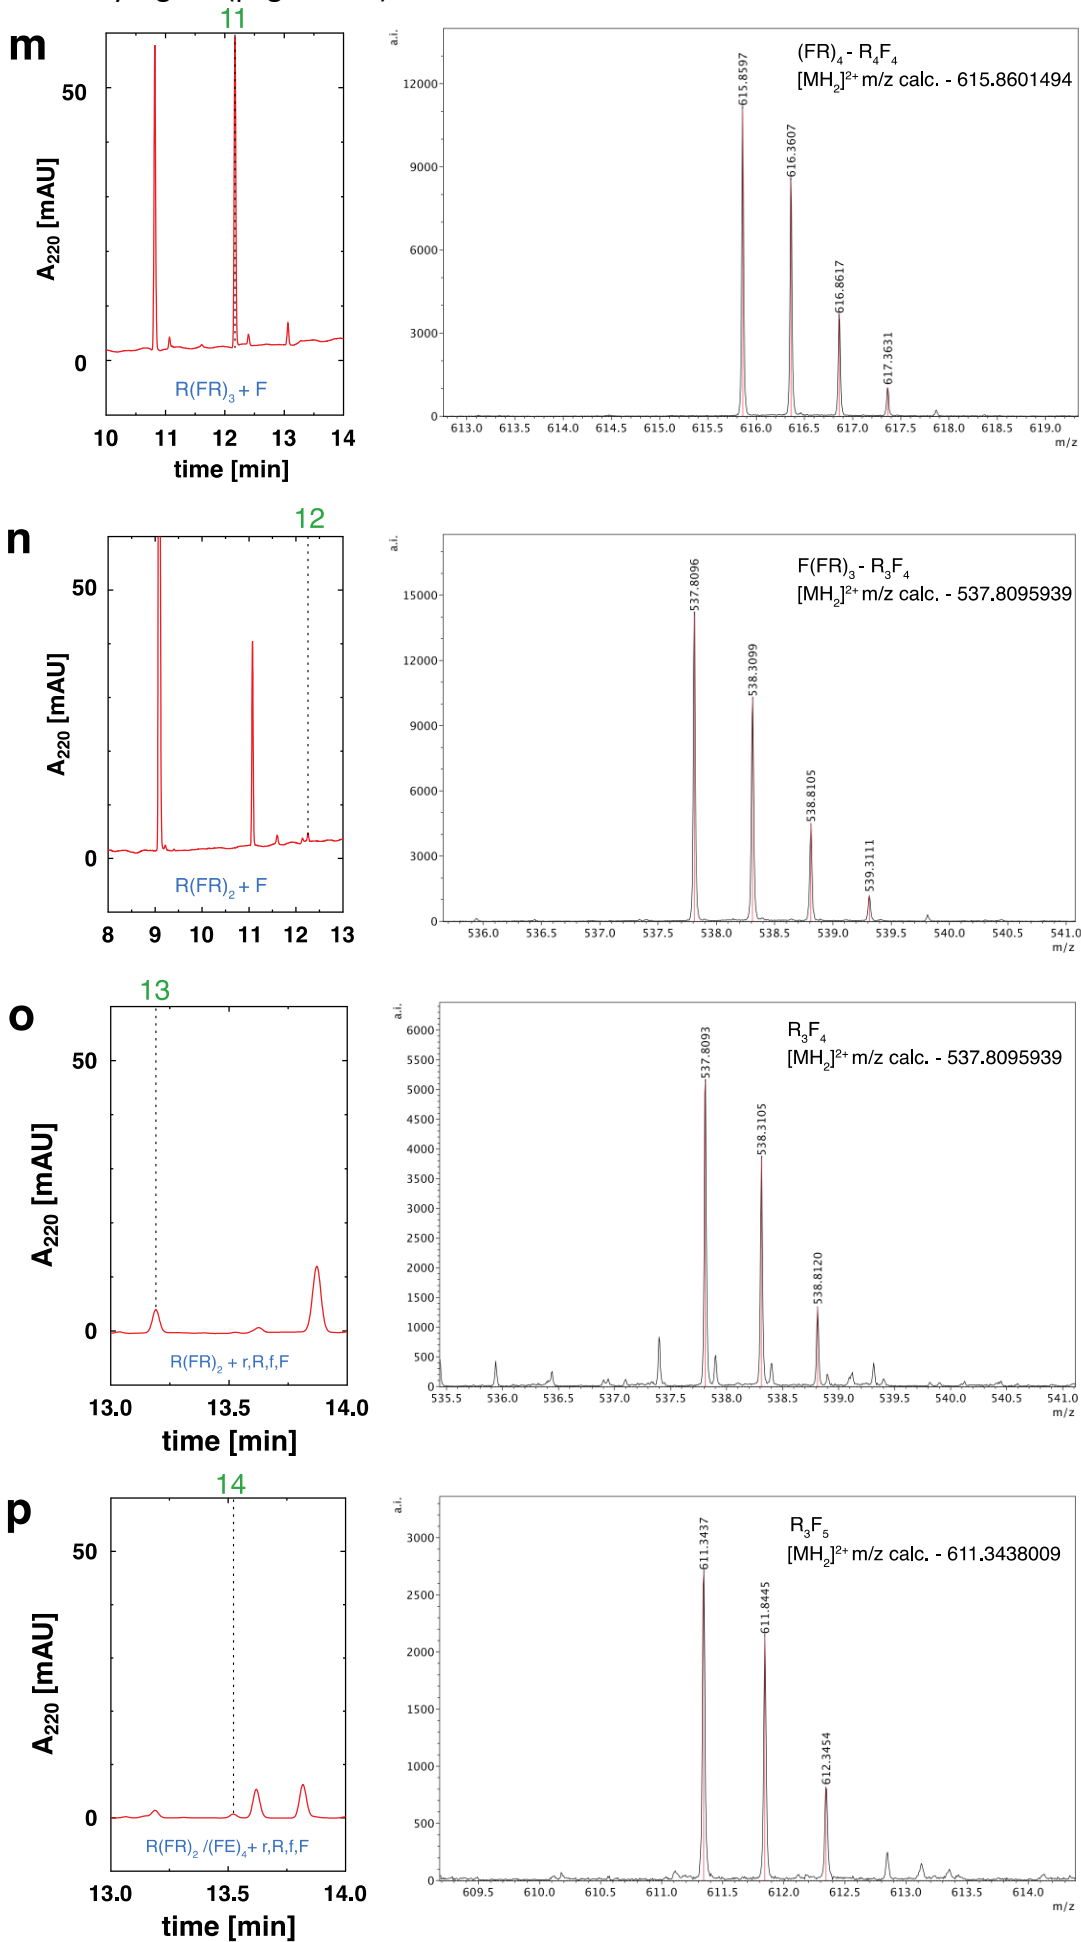 11
m
A220 [mAU]
50
0
R(FR)3 + F
10 11 12 13 14
time [min]
a.i.
(FR)4 - R4F4
[MH2]2+ m/z calc. - 615.8601494
12000
9000
6000
3000
0
615.8597
616.3607
616.8617
617.3631
613.0 613.5 614.0 614.5 615.0 615.5 616.0 616.5 617.0 617.5 618.0 618.5 619.0
m/z
12
n
A220 [mAU]
50
0
R(FR)2 + F
8 9 10 11 12 13
a.i.
F(FR)3 - R3F4
[MH2]2+ m/z calc. - 537.8095939
15000
12000
9000
6000
3000
0
537.8096
538.3099
538.8105
539.3111
536.0 536.5 537.0 537.5 538.0 538.5 539.0 539.5 540.0 540.5 541.0
m/z
13
o
A220 [mAU]
50
0
R(FR)2 + r,R,f,F
13.0 13.5 14.0
time [min]
a.i.
R3F4
[MH2]2+ m/z calc. - 537.8095939
6000
5500
5000
4500
4000
3500
3000
2500
2000
1500
1000
500
0
537.8093
538.3105
538.8120
535.5 536.0 536.5 537.0 537.5 538.0 538.5 539.0 539.5 540.0 540.5 541.0
m/z
14
p
A220 [mAU]
50
0
R(FR)2 /(FE)4+ r,R,f,F
13.0 13.5 14.0
time [min]
a.i.
R3F5
[MH2]2+ m/z calc. - 611.3438009
3000
2500
2000
1500
1000
500
0
611.3437
611.8445
612.3454
609.5 610.0 610.5 611.0 611.5 612.0 612.5 613.0 613.5 614.0
m/z